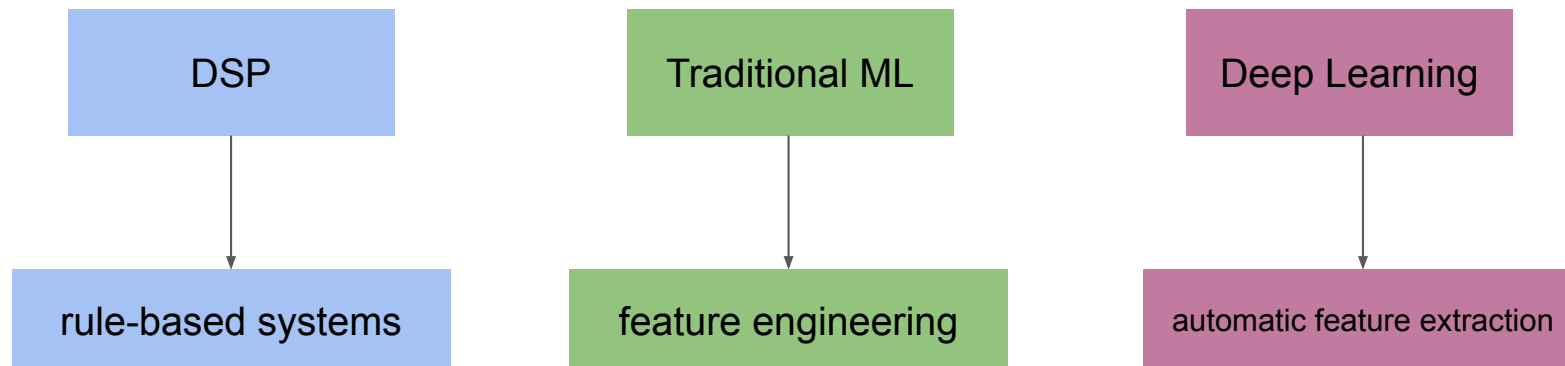 DSP
Traditional ML
Deep Learning
rule-based systems
feature engineering
automatic feature extraction